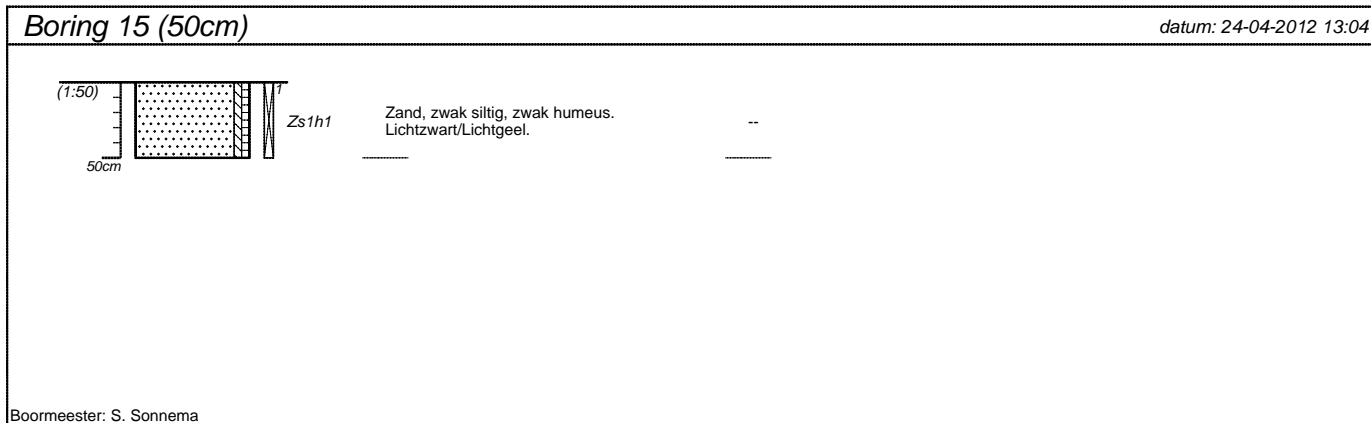 Boring 15 (50cm)
datum: 24-04-2012 13:04
(1:50)
1
Zs1h1
Zand, zwak siltig, zwak humeus.
Lichtzwart/Lichtgeel.
--
50cm
Boormeester: S. Sonnema